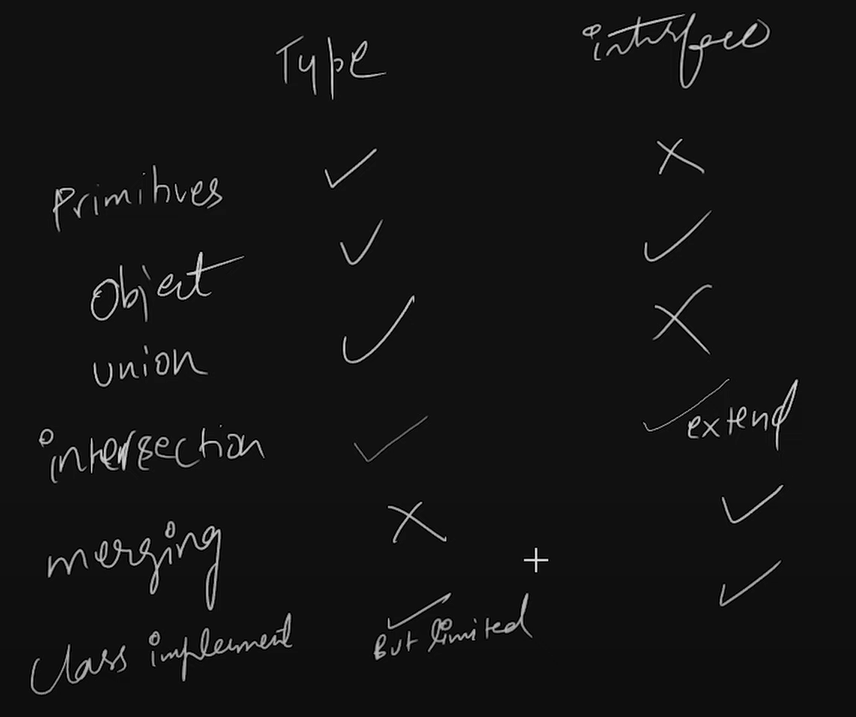 Type interface
Primitives ✓ ✗
Object ✓ ✓
union ✓ ✗
intersection ✓ ✓ extend
merging ✗ ✓
Class implement ✓ But limited ✓